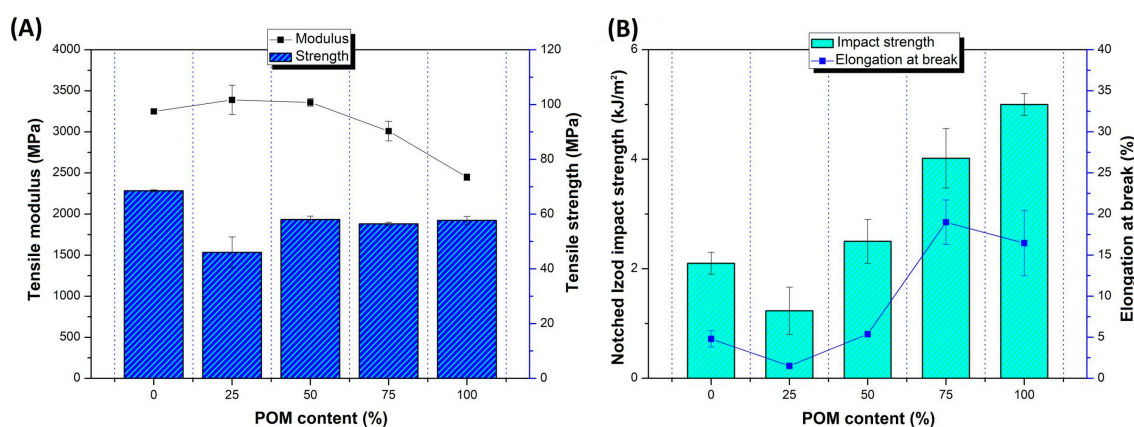 (A)
Modulus
Strength
Tensile modulus (MPa)
4000
3500
3000
2500
2000
1500
1000
500
0
Tensile strength (MPa)
120
100
80
60
40
20
0
0 25 50 75 100
POM content (%)
(B)
Impact strength
Elongation at break
Notched Izod impact strength (kJ/m²)
6
4
2
0
Elongation at break (%)
40
35
30
25
20
15
10
5
0
0 25 50 75 100
POM content (%)